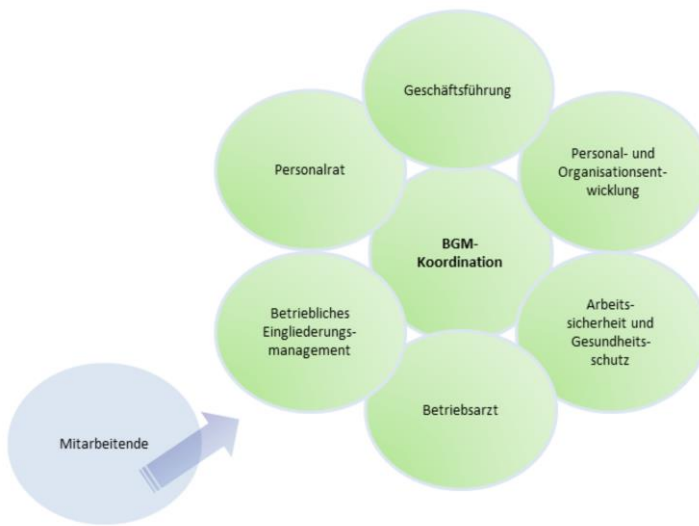 Geschäftsführung
Personalrat
Personal- und
Organisationsent-
wicklung
BGM-
Koordination
Betriebliches
Eingliederungs-
management
Arbeits-
sicherheit und
Gesundheits-
schutz
Betriebsarzt
Mitarbeitende